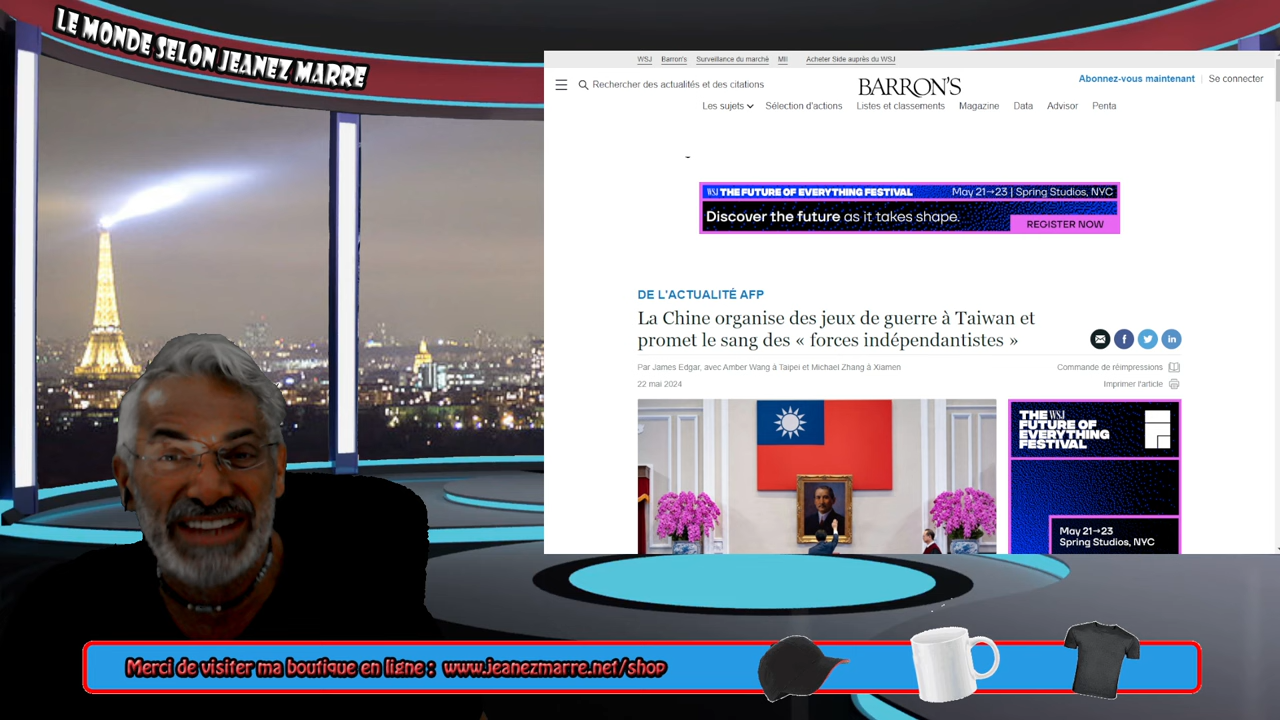 LE MONDE SELON JEANEZ MARRE
WSJ Barron's Surveillance du marché MII Acheter Side auprès du WSJ
Rechercher des actualités et des citations
BARRON'S
Abonnez-vous maintenant | Se connecter
Les sujets Sélection d'actions Listes et classements Magazine Data Advisor Penta
WSJ THE FUTURE OF EVERYTHING FESTIVAL May 21→23 | Spring Studios, NYC
Discover the future as it takes shape.
REGISTER NOW
DE L'ACTUALITÉ AFP
La Chine organise des jeux de guerre à Taiwan et
promet le sang des « forces indépendantistes »
Par James Edgar, avec Amber Wang à Taipei et Michael Zhang à Xiamen
22 mai 2024
Commande de réimpressions
Imprimer l'article
THE WSJ
FUTURE OF
EVERYTHING
FESTIVAL
May 21→23
Spring Studios, NYC
Merci de visiter ma boutique en ligne : www.jeanezmarre.net/shop